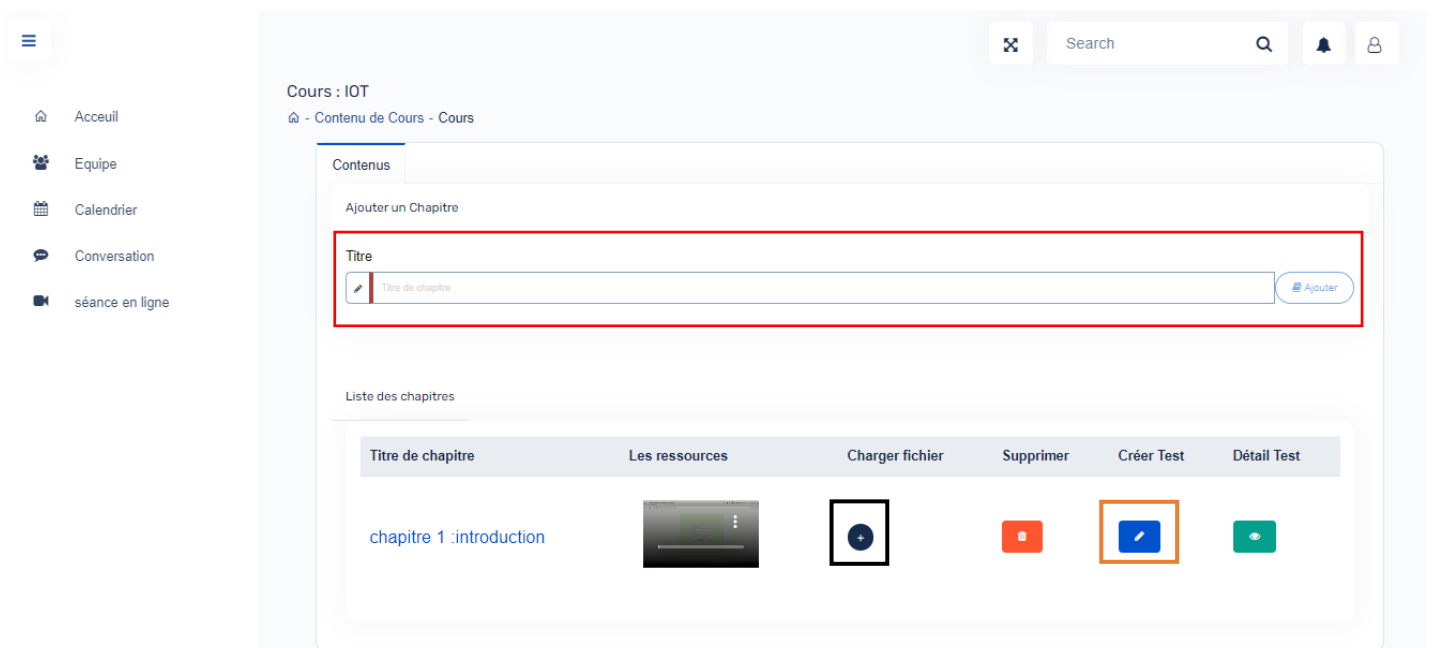 Search
Cours : IOT
- Contenu de Cours - Cours
Acceuil
Equipe
Calendrier
Conversation
séance en ligne
Contenus
Ajouter un Chapitre
Titre
Titre de chapitre
Ajouter
Liste des chapitres
Titre de chapitre Les ressources Charger fichier Supprimer Créer Test Détail Test
chapitre 1 :introduction